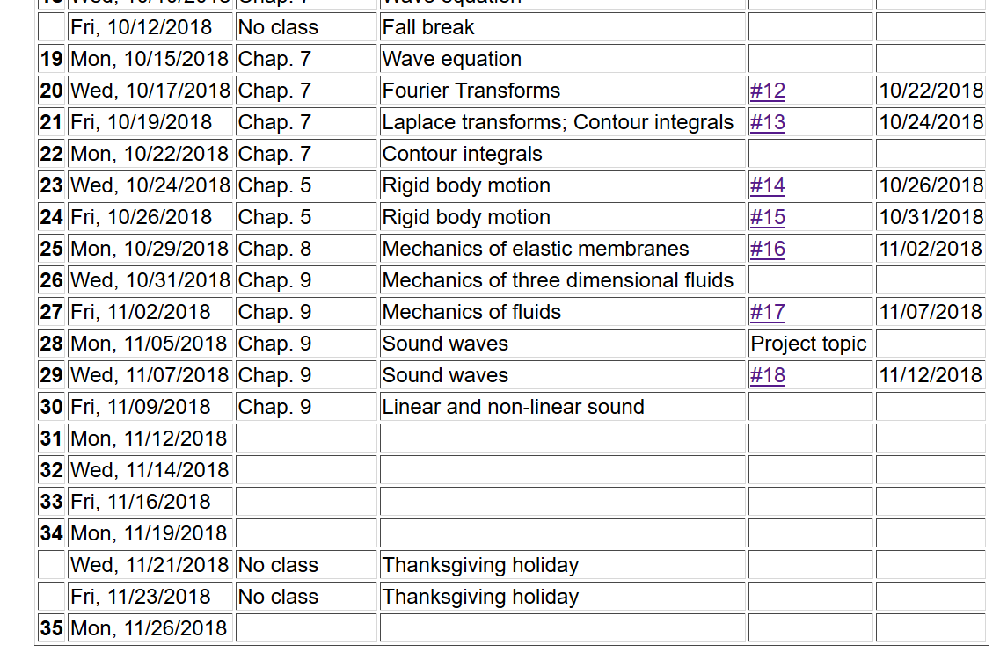 Fri, 10/12/2018 No class Fall break
19 Mon, 10/15/2018 Chap. 7 Wave equation
20 Wed, 10/17/2018 Chap. 7 Fourier Transforms #12 10/22/2018
21 Fri, 10/19/2018 Chap. 7 Laplace transforms; Contour integrals #13 10/24/2018
22 Mon, 10/22/2018 Chap. 7 Contour integrals
23 Wed, 10/24/2018 Chap. 5 Rigid body motion #14 10/26/2018
24 Fri, 10/26/2018 Chap. 5 Rigid body motion #15 10/31/2018
25 Mon, 10/29/2018 Chap. 8 Mechanics of elastic membranes #16 11/02/2018
26 Wed, 10/31/2018 Chap. 9 Mechanics of three dimensional fluids
27 Fri, 11/02/2018 Chap. 9 Mechanics of fluids #17 11/07/2018
28 Mon, 11/05/2018 Chap. 9 Sound waves Project topic
29 Wed, 11/07/2018 Chap. 9 Sound waves #18 11/12/2018
30 Fri, 11/09/2018 Chap. 9 Linear and non-linear sound
31 Mon, 11/12/2018
32 Wed, 11/14/2018
33 Fri, 11/16/2018
34 Mon, 11/19/2018
Wed, 11/21/2018 No class Thanksgiving holiday
Fri, 11/23/2018 No class Thanksgiving holiday
35 Mon, 11/26/2018